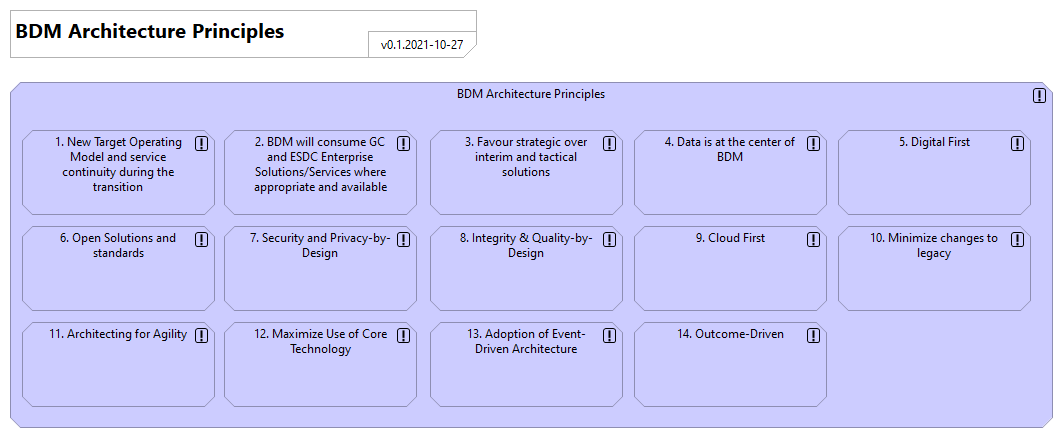 BDM Architecture Principles
v0.1.2021-10-27
BDM Architecture Principles
1. New Target Operating
Model and service
continuity during the
transition
2. BDM will consume GC
and ESDC Enterprise
Solutions/Services where
appropriate and available
3. Favour strategic over
interim and tactical
solutions
4. Data is at the center of
BDM
5. Digital First
6. Open Solutions and
standards
7. Security and Privacy-by-
Design
8. Integrity & Quality-by-
Design
9. Cloud First
10. Minimize changes to
legacy
11. Architecting for Agility
12. Maximize Use of Core
Technology
13. Adoption of Event-
Driven Architecture
14. Outcome-Driven